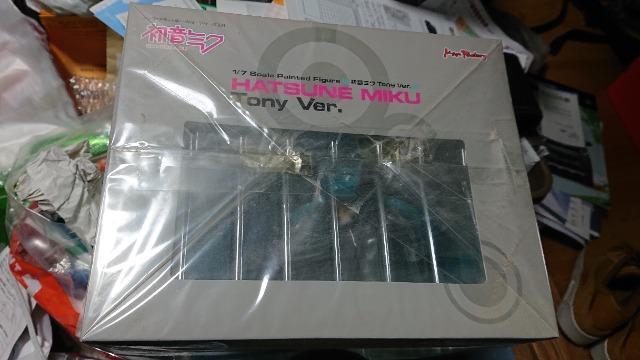 初音ミク
Max Factory
1/7 Scale Painted Figure 初音ミク Tony Ver.
HATSUNE MIKU
Tony Ver.